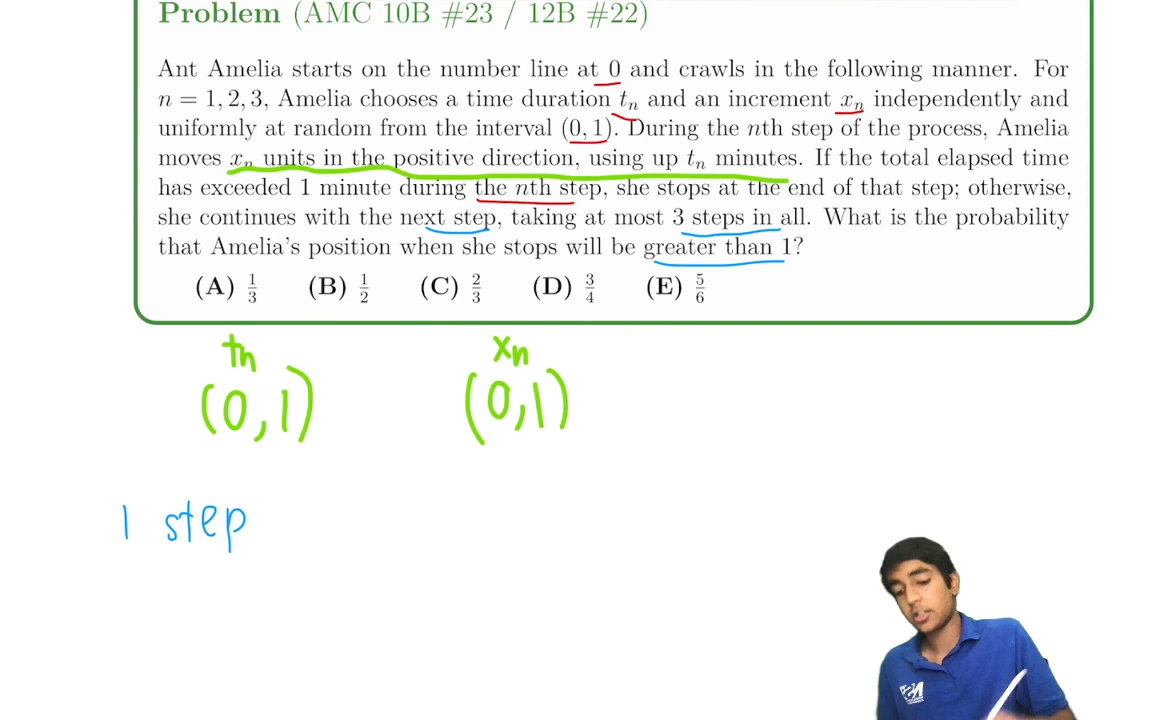 Problem (AMC 10B #23 / 12B #22)
Ant Amelia starts on the number line at 0 and crawls in the following manner. For
n = 1, 2, 3, Amelia chooses a time duration tₙ and an increment xₙ independently and
uniformly at random from the interval (0, 1). During the nth step of the process, Amelia
moves xₙ units in the positive direction, using up tₙ minutes. If the total elapsed time
has exceeded 1 minute during the nth step, she stops at the end of that step; otherwise,
she continues with the next step, taking at most 3 steps in all. What is the probability
that Amelia's position when she stops will be greater than 1?
(A) 1/3 (B) 1/2 (C) 2/3 (D) 3/4 (E) 5/6
tn xn
(0,1) (0,1)
1 step